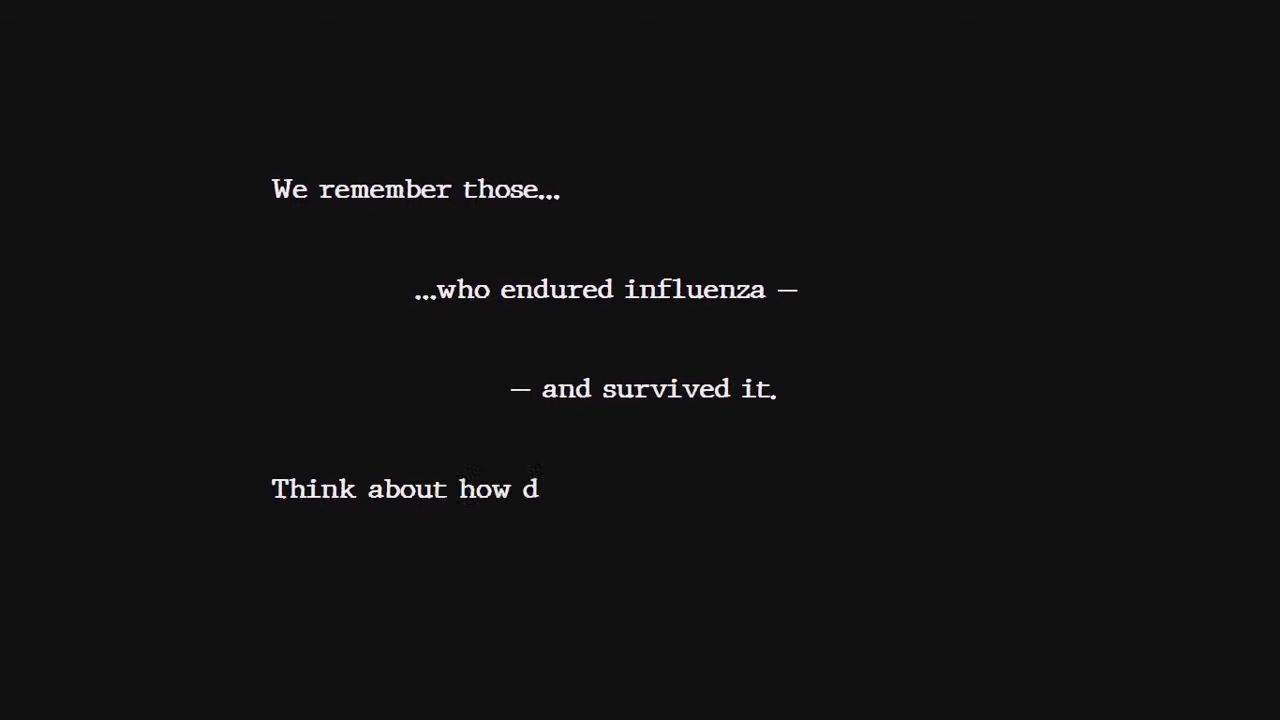 We remember those...
...who endured influenza —
— and survived it.
Think about how d